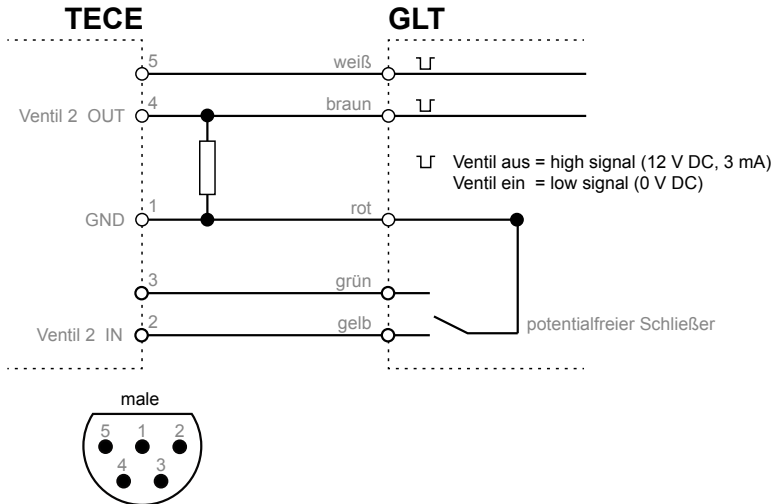 TECE GLT
5 weiß
Ventil 2 OUT 4 braun
Ventil aus = high signal (12 V DC, 3 mA)
Ventil ein = low signal (0 V DC)
GND 1 rot
3 grün
Ventil 2 IN 2 gelb
potentialfreier Schließer
male
5 1 2
4 3